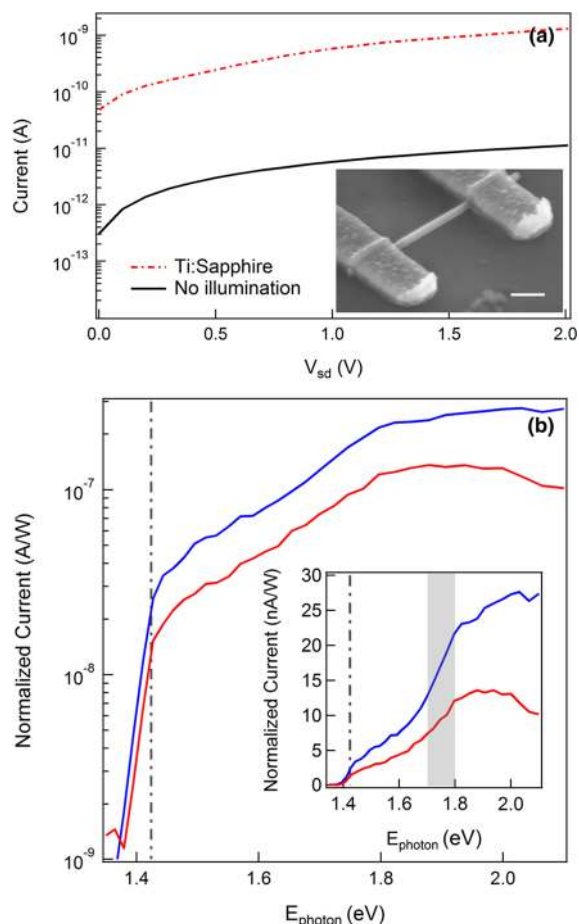 (a)
Current (A)
10⁻⁹
10⁻¹⁰
10⁻¹¹
10⁻¹²
10⁻¹³
Ti:Sapphire
No illumination
0.0 0.5 1.0 1.5 2.0
V_sd (V)
(b)
Normalized Current (A/W)
10⁻⁷
10⁻⁸
10⁻⁹
1.4 1.6 1.8 2.0
E_photon (eV)
Normalized Current (nA/W)
30
25
20
15
10
5
0
1.4 1.6 1.8 2.0
E_photon (eV)